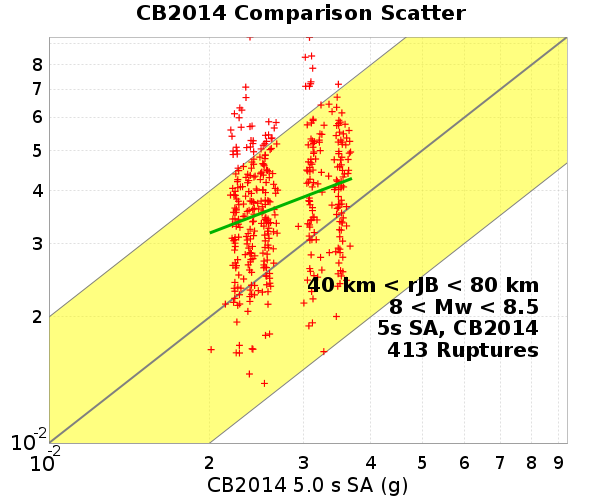 CB2014 Comparison Scatter
8
7
6
5
4
3
2
10-2
40 km < rJB < 80 km
8 < Mw < 8.5
5s SA, CB2014
413 Ruptures
10-2 2 3 4 5 6 7 8 9
CB2014 5.0 s SA (g)